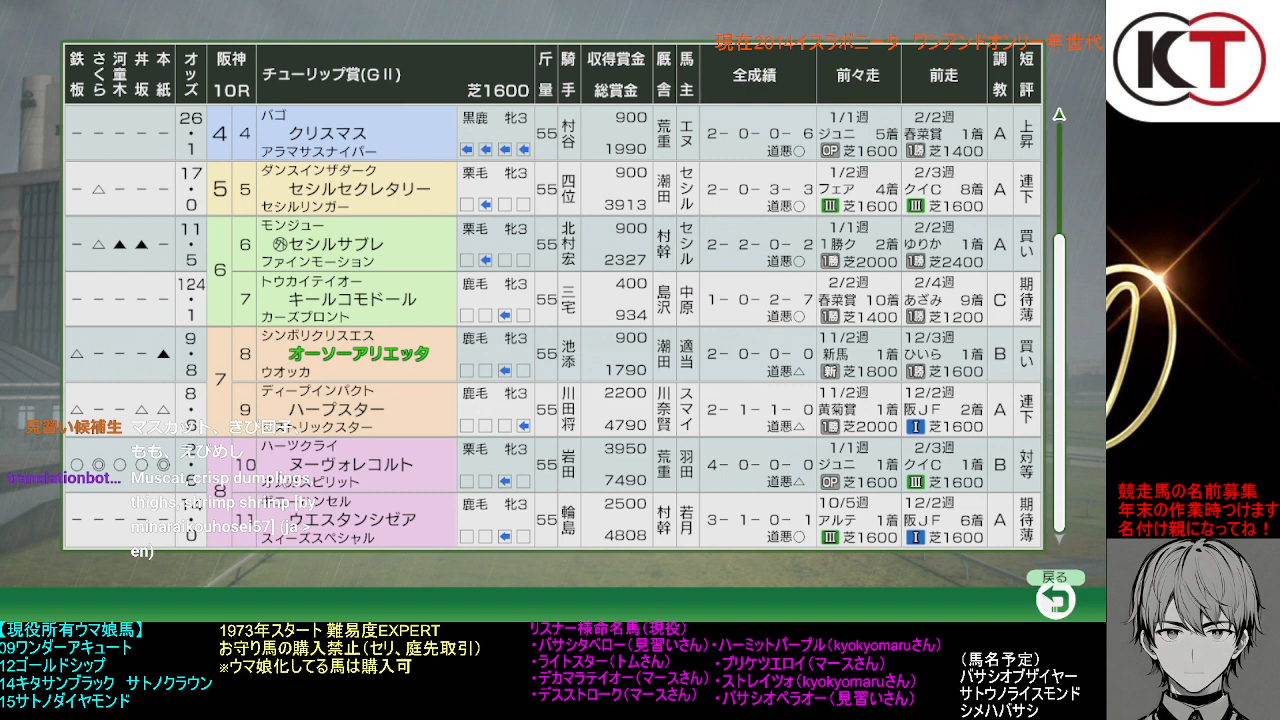 現在2014イスラボニータ　ワンアンドオンリー年世代
鉄板 さくら 河童木 井坂 本紙 オッズ 阪神10R チューリップ賞(GⅡ) 芝1600 斤量 騎手 収得賞金 総賞金 厩舎 馬主 全成績 前々走 前走 調教 短評
－ － － － － 26・1 4 4 バゴ クリスマス アラマサスナイパー 黒鹿 牝3 55 村谷 900 1990 荒重 エヌ 2- 0- 0- 6 道悪○ 1/1週 ジュニ 5着 OP 芝1600 2/2週 春菜賞 1着 1勝 芝1400 A 上昇
－ △ － － － 17・0 5 5 ダンスインザダーク セシルセクレタリー セシルリンガー 栗毛 牝3 55 四位 900 3913 潮田 セシル 2- 0- 3- 3 道悪○ 1/2週 フェア 4着 Ⅲ 芝1600 2/3週 クイC 8着 Ⅲ 芝1600 A 連下
－ △ ▲ ▲ － 11・5 6 6 モンジュー ㊕セシルサブレ ファインモーション 栗毛 牝3 55 北村宏 900 2327 村幹 セシル 2- 2- 0- 2 道悪○ 1/1週 1勝ク 2着 1勝 芝2000 2/2週 ゆりか 1着 1勝 芝2400 A 買い
－ － － － － 124・1 7 トウカイテイオー キールコモドール カーズプロント 鹿毛 牝3 55 三宅 400 934 島沢 中原 1- 0- 2- 7 道悪○ 2/2週 春菜賞 10着 1勝 芝1400 2/4週 あざみ 9着 1勝 芝1200 C 期待薄
△ － － － ▲ 9・8 7 8 シンボリクリスエス オーソーアリエッタ ウオッカ 鹿毛 牝3 55 池添 900 1790 潮田 適当 2- 0- 0- 0 道悪△ 11/2週 新馬 1着 新 芝1800 12/3週 ひいら 1着 1勝 芝1600 B 買い
△ － － △ △ 8 9 ディープインパクト ハープスター 鹿毛 牝3 55 川田将 2200 4790 川奈賢 スマイ 2- 1- 1- 0 道悪△ 11/2週 黄菊賞 1着 1勝 芝2000 12/2週 阪JF 2着 Ⅰ 芝1600 A 連下
○ ◎ ○ ○ ◎ 8 10 ハーツクライ ヌーヴォレコルト 栗毛 牝3 55 岩田 3950 7490 荒重 羽田 4- 0- 0- 0 道悪△ 1/1週 ジュニ 1着 OP 芝1600 2/3週 クイC 1着 Ⅲ 芝1600 B 対等
エスタンシゼア スィーズスペシャル 鹿毛 牝3 55 輪島 2500 4808 村幹 若月 3- 1- 0- 1 道悪○ 10/5週 アルテ 1着 Ⅲ 芝1600 12/2週 阪JF 6着 Ⅰ 芝1600 A 期待薄
見習い候補生 マスカット、きび団子、
もも、えびめし
translationbot... Muscat, crisp dumplings,
thighs, shrimp shrimp [by
minaraikouhosei57] (ja >
en)
戻る
KT
競走馬の名前募集
年末の作業時つけます
名付け親になってね！
【現役所有ウマ娘馬】
09ワンダーアキュート
12ゴールドシップ
14キタサンブラック　サトノクラウン
15サトノダイヤモンド
1973年スタート 難易度EXPERT
お守り馬の購入禁止（セリ、庭先取引）
※ウマ娘化してる馬は購入可
リスナー様命名馬（現役）
・バサシタベロー（見習いさん）・ハーミットパープル（kyokyomaruさん）
・ライトスター（トムさん）　・ブリケツエロイ（マースさん）
・デカマラテイオー（マースさん）・ストレイツォ（kyokyomaruさん）
・デスストローク（マースさん）　・バサシオペラオー（見習いさん）
（馬名予定）
バサシオブザイヤー
サトウノライスモンド
シメハバサシ